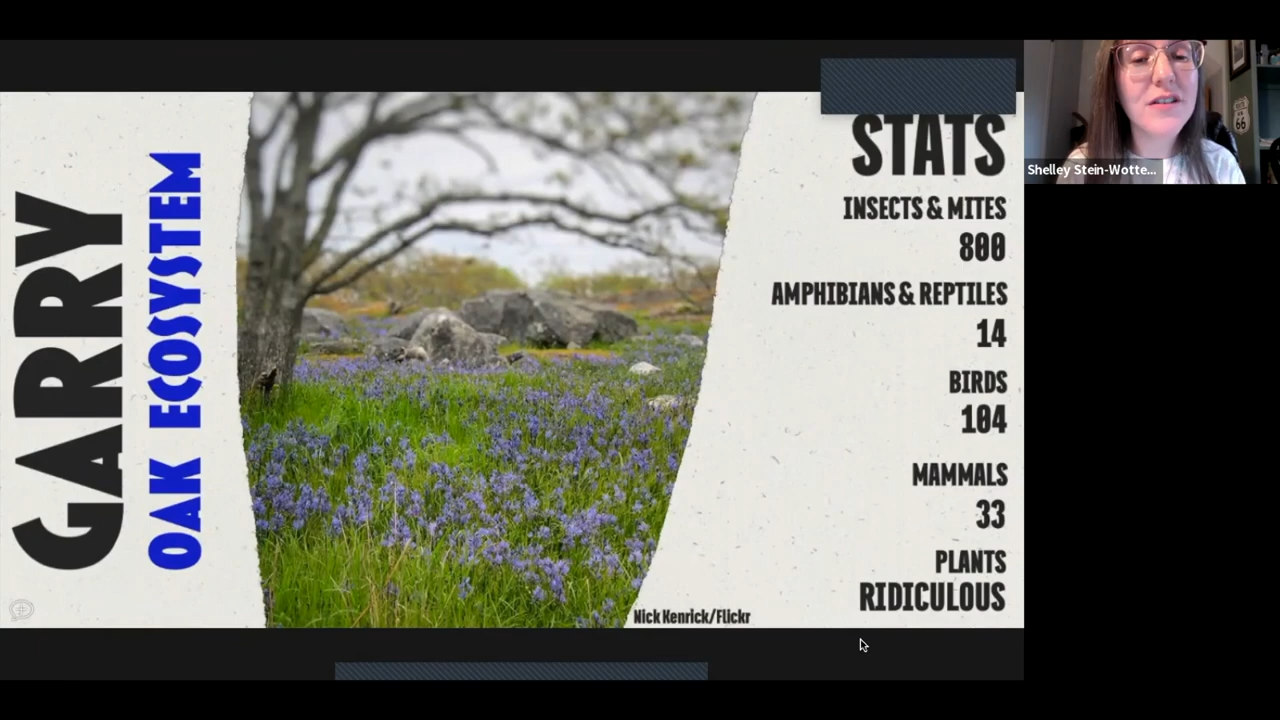 GARRY
OAK ECOSYSTEM
STATS
INSECTS & MITES
800
AMPHIBIANS & REPTILES
14
BIRDS
104
MAMMALS
33
PLANTS
RIDICULOUS
Nick Kenrick/Flickr
Shelley Stein-Wotte...
66